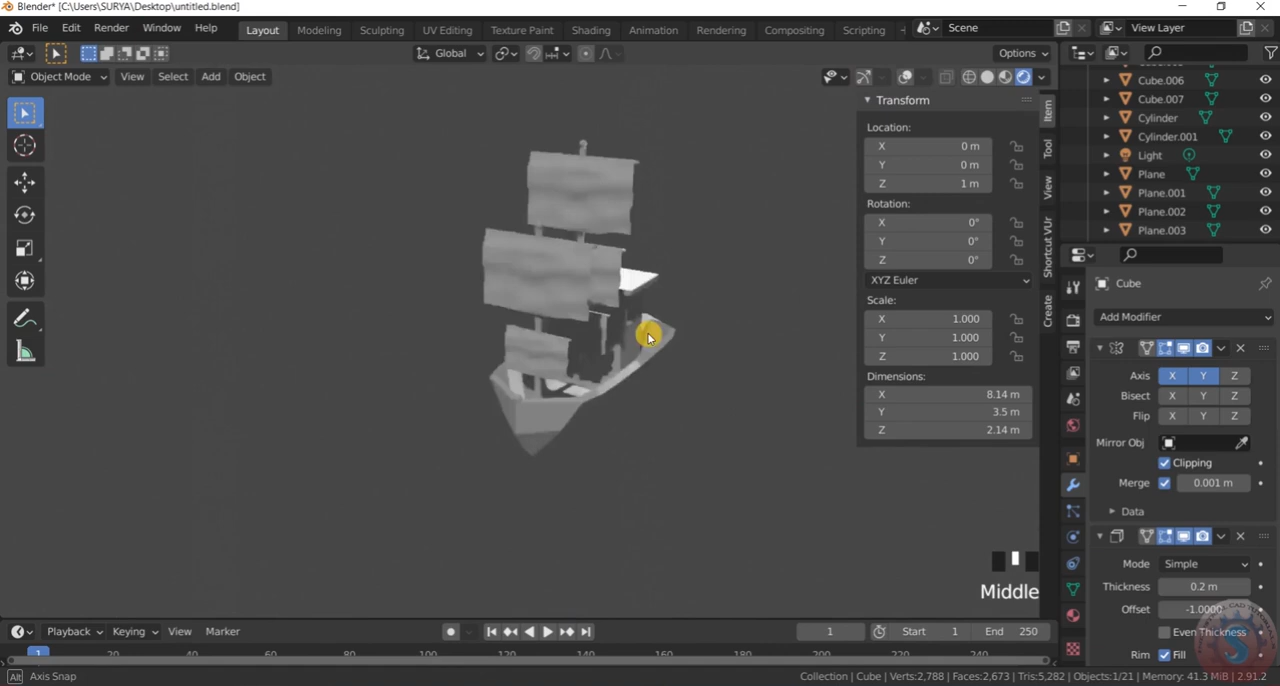 Blender* [C:\Users\SURYA\Desktop\untitled.blend]
File Edit Render Window Help Layout Modeling Sculpting UV Editing Texture Paint Shading Animation Rendering Compositing Scripting Scene View Layer
Global Options
Object Mode View Select Add Object
Transform
Location:
X 0 m
Y 0 m
Z 1 m
Rotation:
X 0°
Y 0°
Z 0°
XYZ Euler
Scale:
X 1.000
Y 1.000
Z 1.000
Dimensions:
X 8.14 m
Y 3.5 m
Z 2.14 m
Item
Tool
View
Shortcut VUr
Create
Cube.006
Cube.007
Cylinder
Cylinder.001
Light
Plane
Plane.001
Plane.002
Plane.003
Cube
Add Modifier
Axis X Y Z
Bisect X Y Z
Flip X Y Z
Mirror Obj
Clipping
Merge 0.001 m
Data
Mode Simple
Thickness 0.2 m
Offset -1.0000
Even Thickness
Rim Fill
Middle
Playback Keying View Marker 1 Start 1 End 250
1 20 40 60 80 100 120 140 160 180 200 220 240
Alt Axis Snap Collection | Cube | Verts:2,788 | Faces:2,673 | Tris:5,282 | Objects:1/21 | Memory: 41.3 MiB | 2.91.2